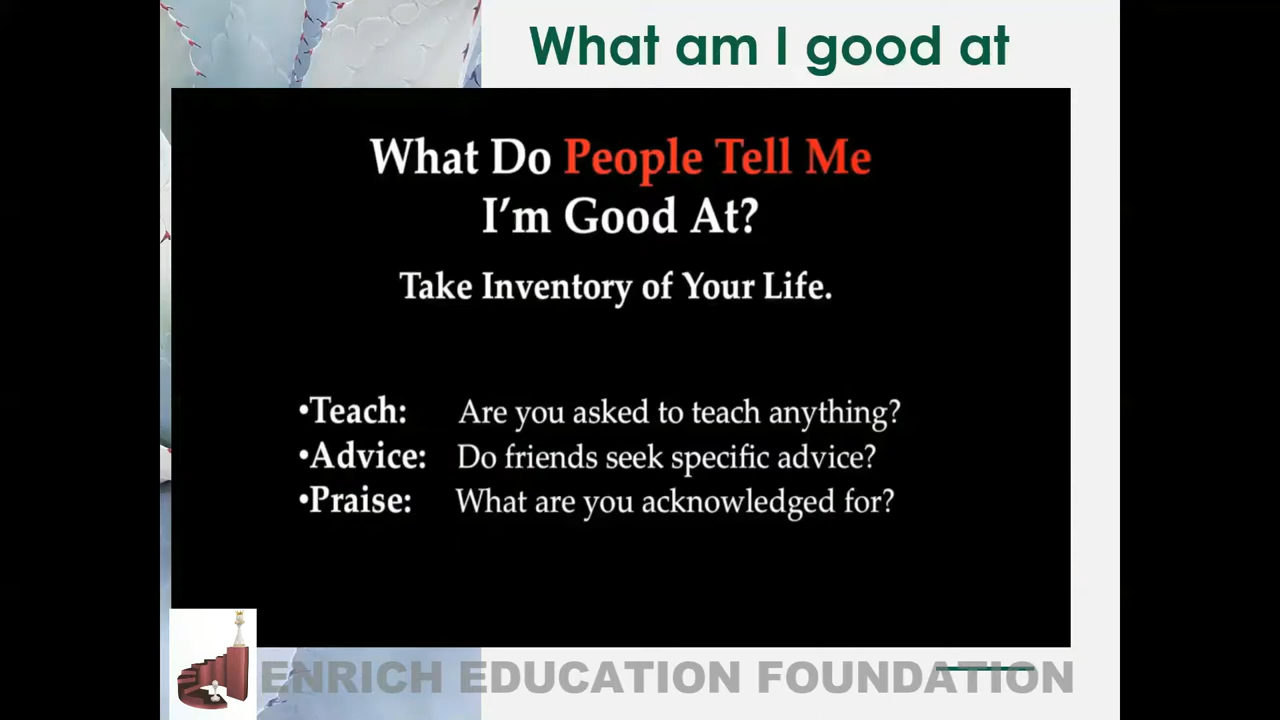 What am I good at
What Do People Tell Me
I'm Good At?
Take Inventory of Your Life.
•Teach: Are you asked to teach anything?
•Advice: Do friends seek specific advice?
•Praise: What are you acknowledged for?
ENRICH EDUCATION FOUNDATION